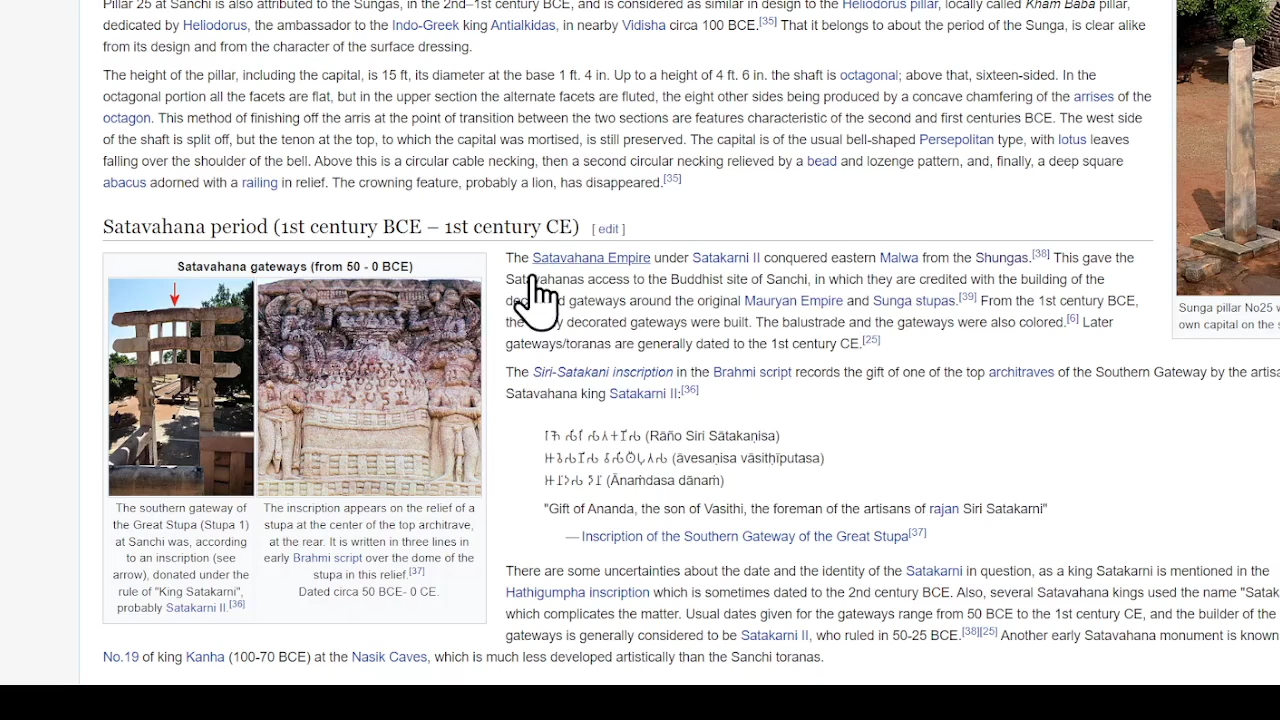 Pillar 25 at Sanchi is also attributed to the Sungas, in the 2nd–1st century BCE, and is considered as similar in design to the Heliodorus pillar, locally called Kham Baba pillar,
dedicated by Heliodorus, the ambassador to the Indo-Greek king Antialkidas, in nearby Vidisha circa 100 BCE.[35] That it belongs to about the period of the Sunga, is clear alike
from its design and from the character of the surface dressing.
The height of the pillar, including the capital, is 15 ft, its diameter at the base 1 ft. 4 in. Up to a height of 4 ft. 6 in. the shaft is octagonal; above that, sixteen-sided. In the
octagonal portion all the facets are flat, but in the upper section the alternate facets are fluted, the eight other sides being produced by a concave chamfering of the arrises of the
octagon. This method of finishing off the arris at the point of transition between the two sections are features characteristic of the second and first centuries BCE. The west side
of the shaft is split off, but the tenon at the top, to which the capital was mortised, is still preserved. The capital is of the usual bell-shaped Persepolitan type, with lotus leaves
falling over the shoulder of the bell. Above this is a circular cable necking, then a second circular necking relieved by a bead and lozenge pattern, and, finally, a deep square
abacus adorned with a railing in relief. The crowning feature, probably a lion, has disappeared.[35]
Sunga pillar No25 w
own capital on the s
Satavahana period (1st century BCE – 1st century CE) [ edit ]
Satavahana gateways (from 50 - 0 BCE)
The southern gateway of
the Great Stupa (Stupa 1)
at Sanchi was, according
to an inscription (see
arrow), donated under the
rule of "King Satakarni",
probably Satakarni II.[36]
The inscription appears on the relief of a
stupa at the center of the top architrave,
at the rear. It is written in three lines in
early Brahmi script over the dome of the
stupa in this relief.[37]
Dated circa 50 BCE- 0 CE.
The Satavahana Empire under Satakarni II conquered eastern Malwa from the Shungas.[38] This gave the
Satavahanas access to the Buddhist site of Sanchi, in which they are credited with the building of the
gateways around the original Mauryan Empire and Sunga stupas.[39] From the 1st century BCE,
the decorated gateways were built. The balustrade and the gateways were also colored.[6] Later
gateways/toranas are generally dated to the 1st century CE.[25]
The Siri-Satakani inscription in the Brahmi script records the gift of one of the top architraves of the Southern Gateway by the artisa
Satavahana king Satakarni II:[36]
(Rāño Siri Sātakaṇisa)
(āvesaṇisa vāsiṭhīputasa)
(Ānaṁdasa dānaṁ)
"Gift of Ananda, the son of Vasithi, the foreman of the artisans of rajan Siri Satakarni"
— Inscription of the Southern Gateway of the Great Stupa[37]
There are some uncertainties about the date and the identity of the Satakarni in question, as a king Satakarni is mentioned in the
Hathigumpha inscription which is sometimes dated to the 2nd century BCE. Also, several Satavahana kings used the name "Satak
which complicates the matter. Usual dates given for the gateways range from 50 BCE to the 1st century CE, and the builder of the
gateways is generally considered to be Satakarni II, who ruled in 50-25 BCE.[38][25] Another early Satavahana monument is known
No.19 of king Kanha (100-70 BCE) at the Nasik Caves, which is much less developed artistically than the Sanchi toranas.